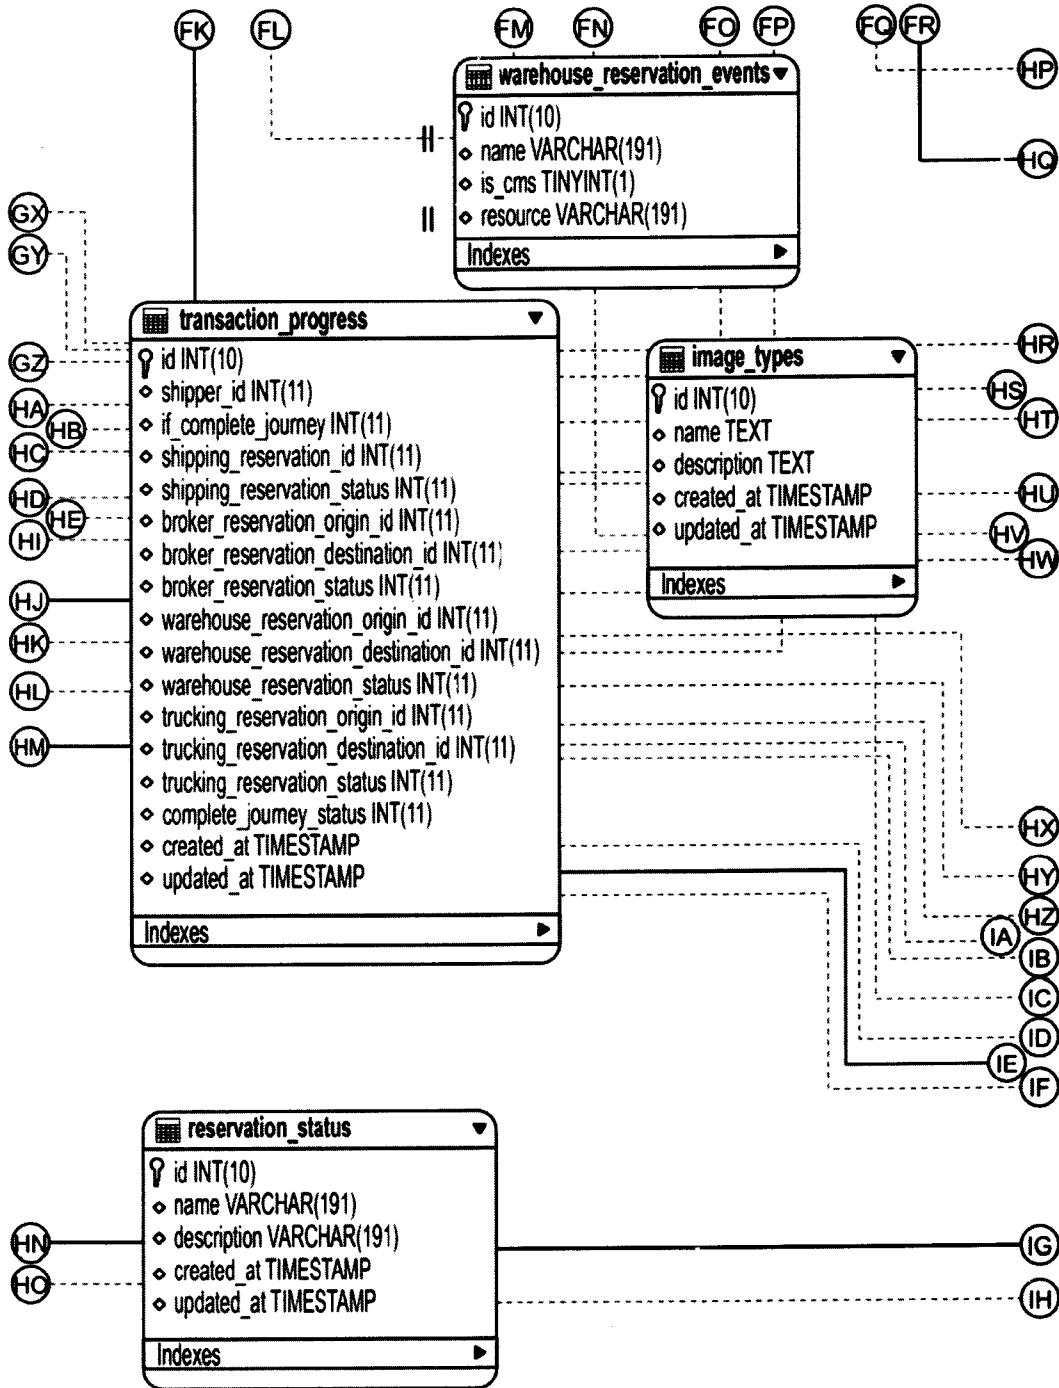 FK
FL
FM
FN
FO
FP
FQ
FR
HP
HQ
warehouse_reservation_events
id INT(10)
name VARCHAR(191)
is_cms TINYINT(1)
resource VARCHAR(191)
Indexes
GX
GY
GZ
HA
HB
HC
HD
HE
HI
HJ
HK
HL
HM
transaction_progress
id INT(10)
shipper_id INT(11)
if_complete_journey INT(11)
shipping_reservation_id INT(11)
shipping_reservation_status INT(11)
broker_reservation_origin_id INT(11)
broker_reservation_destination_id INT(11)
broker_reservation_status INT(11)
warehouse_reservation_origin_id INT(11)
warehouse_reservation_destination_id INT(11)
warehouse_reservation_status INT(11)
trucking_reservation_origin_id INT(11)
trucking_reservation_destination_id INT(11)
trucking_reservation_status INT(11)
complete_journey_status INT(11)
created_at TIMESTAMP
updated_at TIMESTAMP
Indexes
image_types
id INT(10)
name TEXT
description TEXT
created_at TIMESTAMP
updated_at TIMESTAMP
Indexes
HR
HS
HT
HU
HV
HW
HX
HY
HZ
IA
IB
IC
ID
IE
IF
reservation_status
id INT(10)
name VARCHAR(191)
description VARCHAR(191)
created_at TIMESTAMP
updated_at TIMESTAMP
Indexes
HN
HO
IG
IH